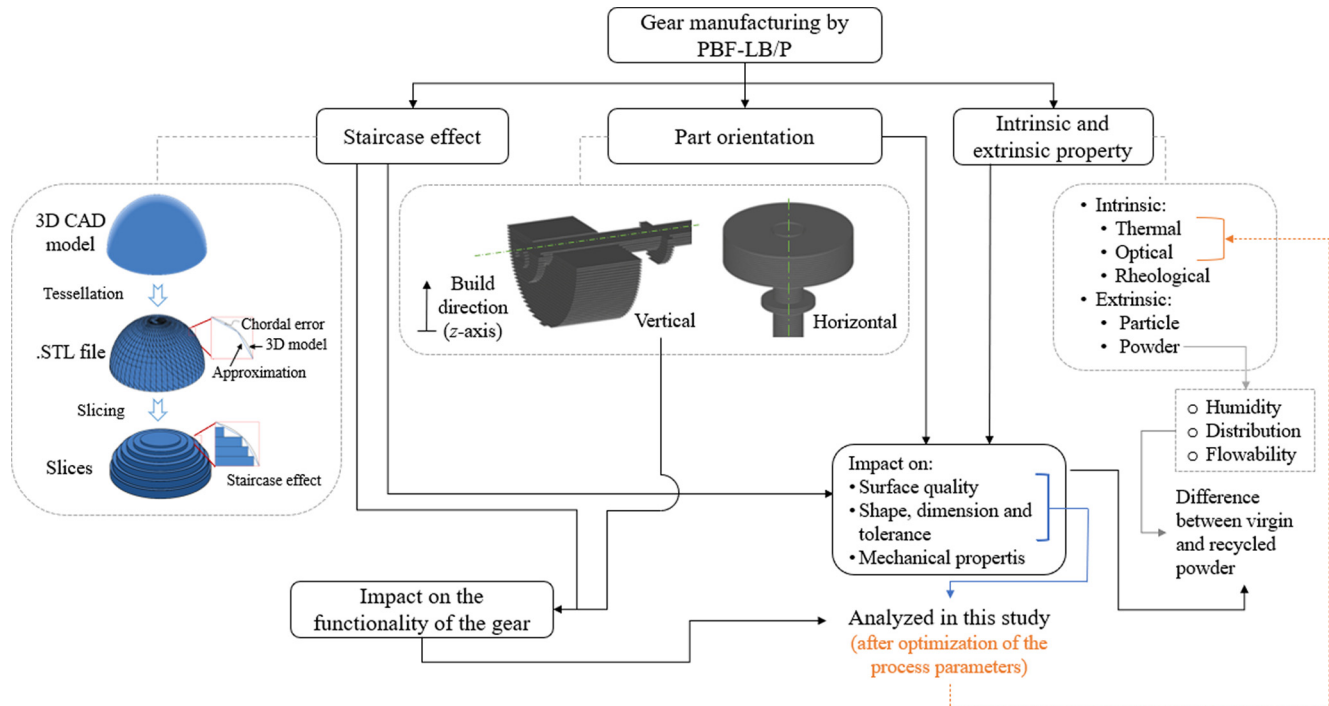 Gear manufacturing by
PBF-LB/P
Staircase effect
Part orientation
Intrinsic and
extrinsic property
3D CAD
model
Tessellation
.STL file
Chordal error
3D model
Approximation
Slicing
Slices
Staircase effect
Build
direction
(z-axis)
Vertical
Horizontal
• Intrinsic:
• Thermal
• Optical
• Rheological
• Extrinsic:
• Particle
• Powder
o Humidity
o Distribution
o Flowability
Difference
between virgin
and recycled
powder
Impact on:
• Surface quality
• Shape, dimension and
tolerance
• Mechanical propertis
Impact on the
functionality of the gear
Analyzed in this study
(after optimization of the
process parameters)